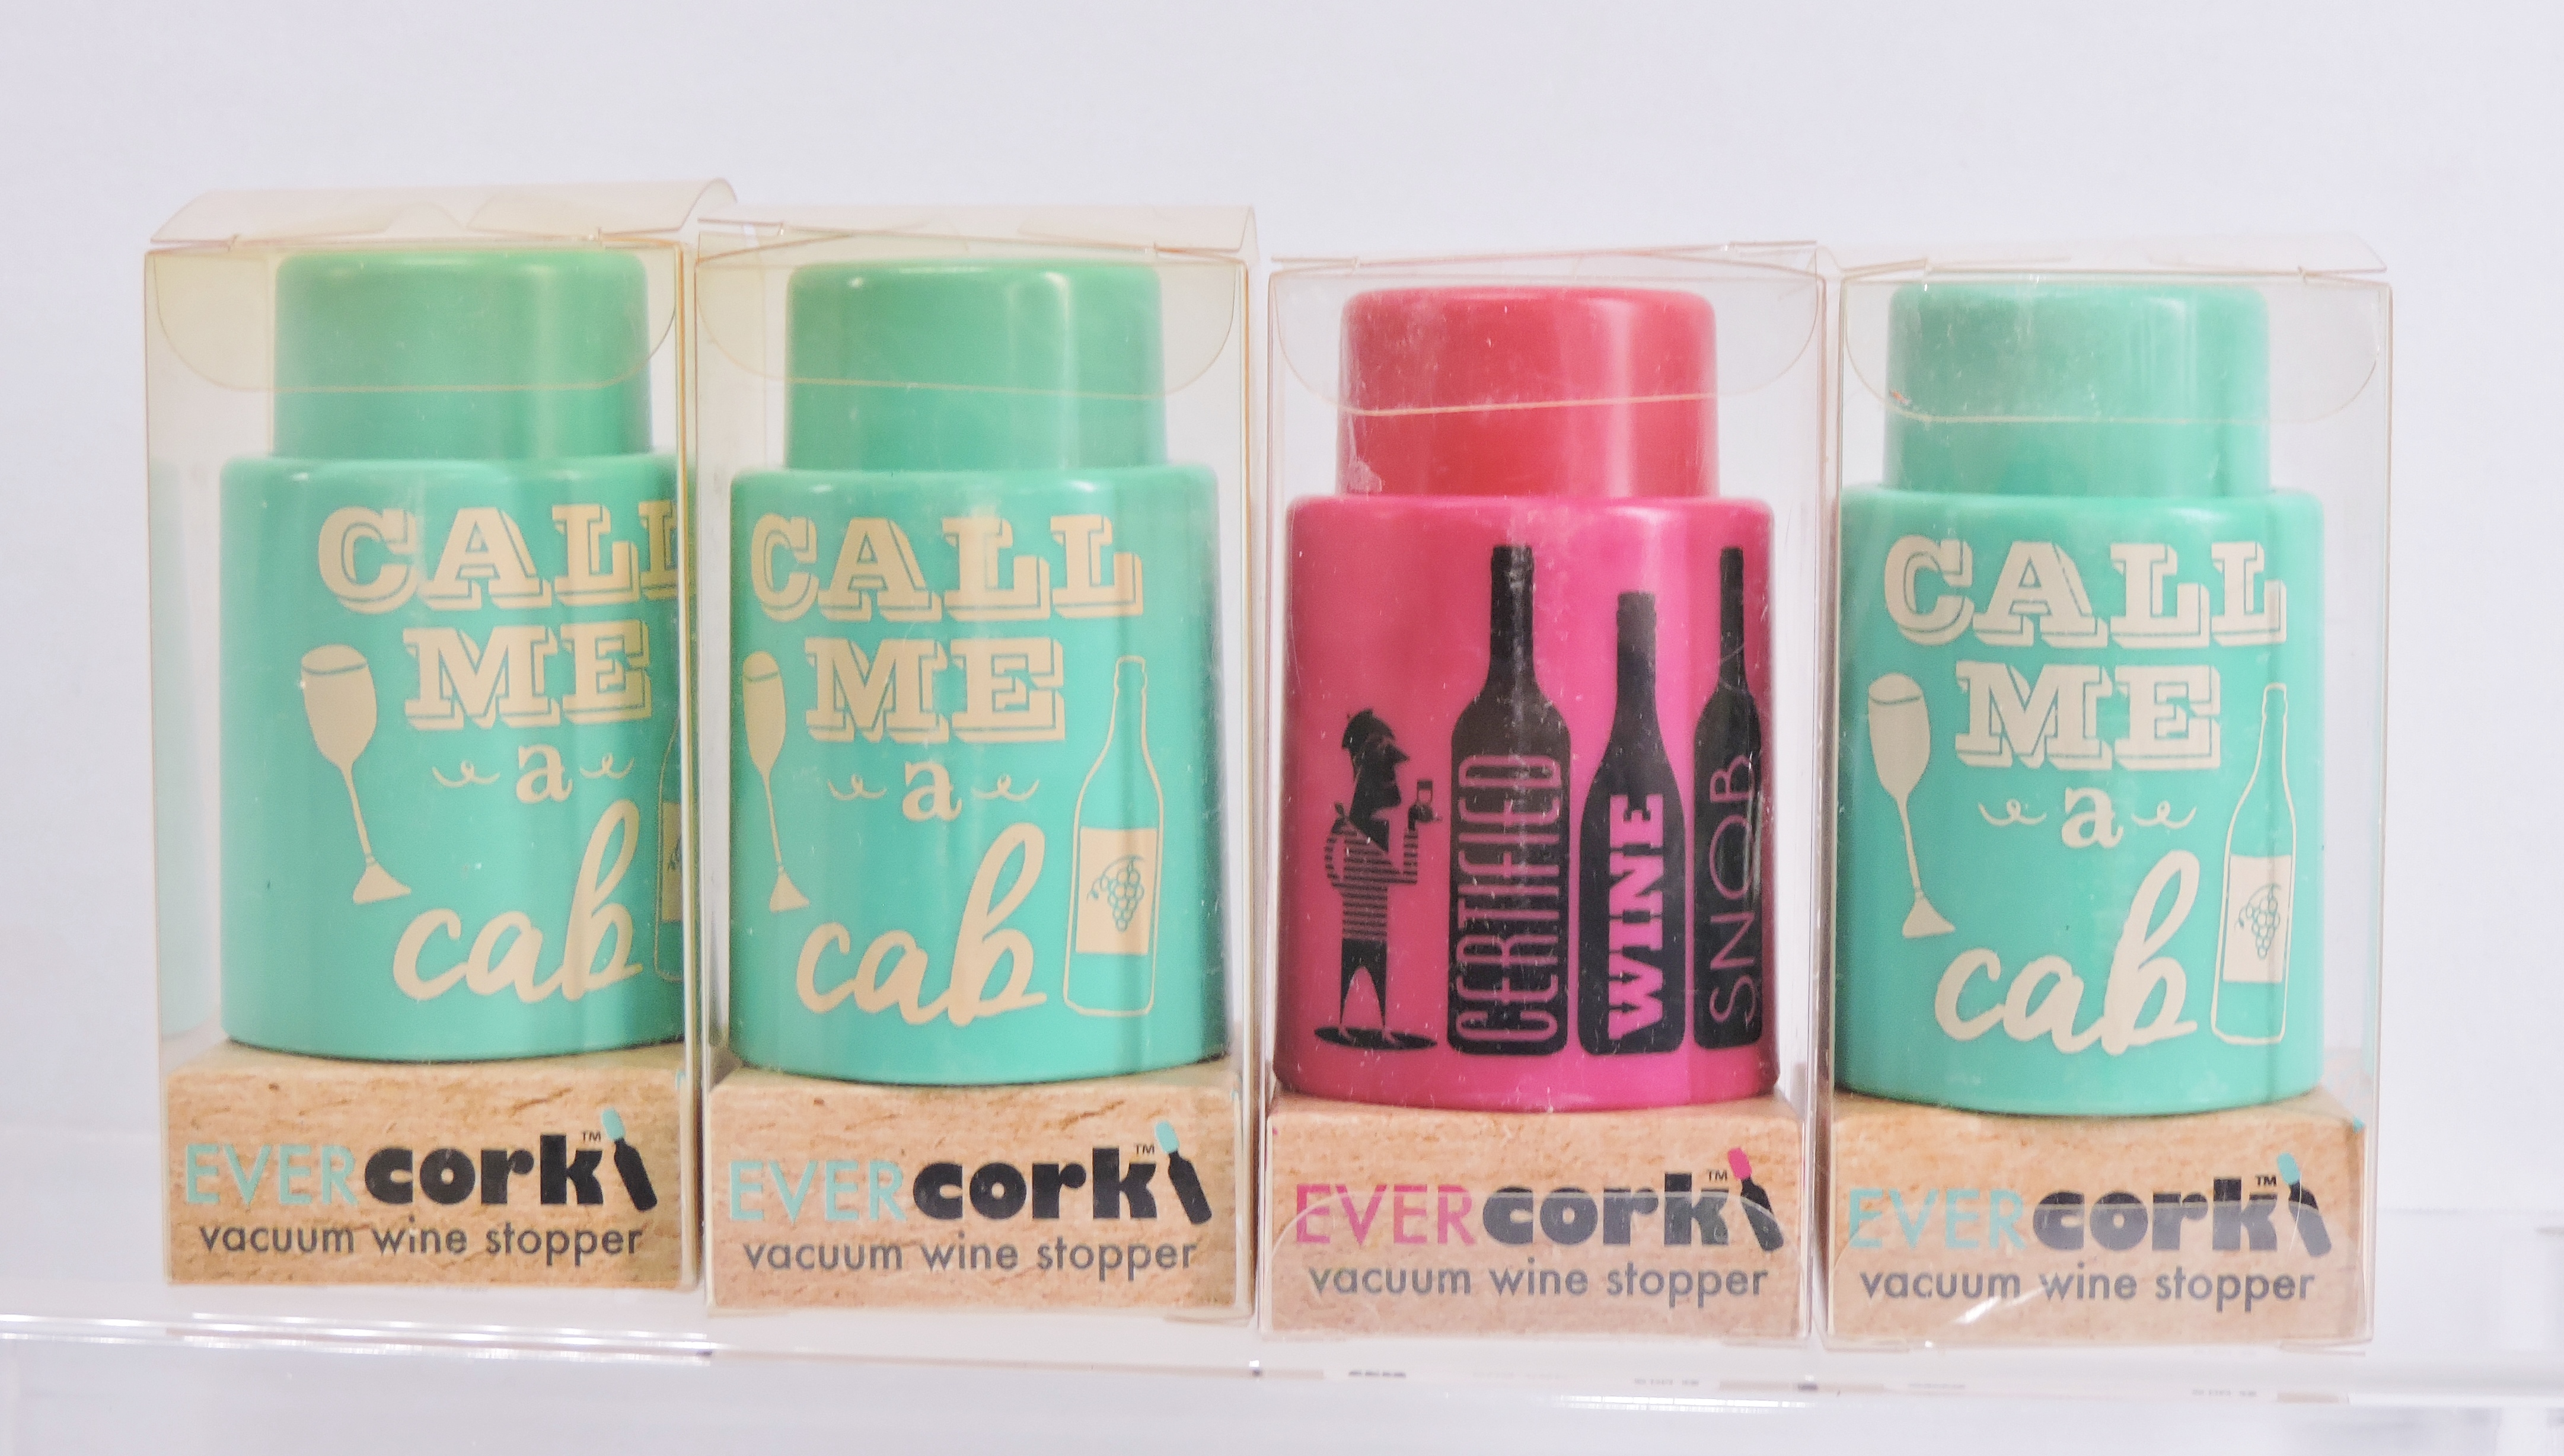 CALL
ME
a
cab
EVERcork™
vacuum wine stopper
CALL
ME
a
cab
EVERcork™
vacuum wine stopper
CERTIFIED
WINE
SNOB
EVERcork™
vacuum wine stopper
CALL
ME
a
cab
EVERcork™
vacuum wine stopper